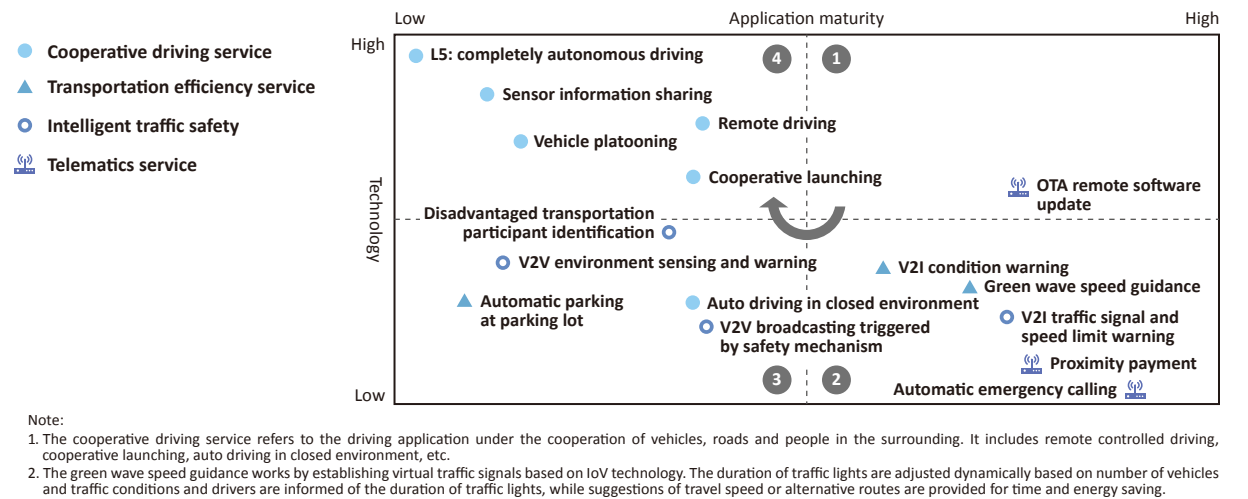 Low
Application maturity
High
Cooperative driving service
Transportation efficiency service
Intelligent traffic safety
Telematics service
High
Technology
Low
L5: completely autonomous driving
4
1
Sensor information sharing
Remote driving
Vehicle platooning
Cooperative launching
OTA remote software
update
Disadvantaged transportation
participant identification
V2V environment sensing and warning
V2I condition warning
Green wave speed guidance
Automatic parking
at parking lot
Auto driving in closed environment
V2I traffic signal and
speed limit warning
V2V broadcasting triggered
by safety mechanism
Proximity payment
3
2
Automatic emergency calling
Note:
1. The cooperative driving service refers to the driving application under the cooperation of vehicles, roads and people in the surrounding. It includes remote controlled driving,
cooperative launching, auto driving in closed environment, etc.
2. The green wave speed guidance works by establishing virtual traffic signals based on IoV technology. The duration of traffic lights are adjusted dynamically based on number of vehicles
and traffic conditions and drivers are informed of the duration of traffic lights, while suggestions of travel speed or alternative routes are provided for time and energy saving.